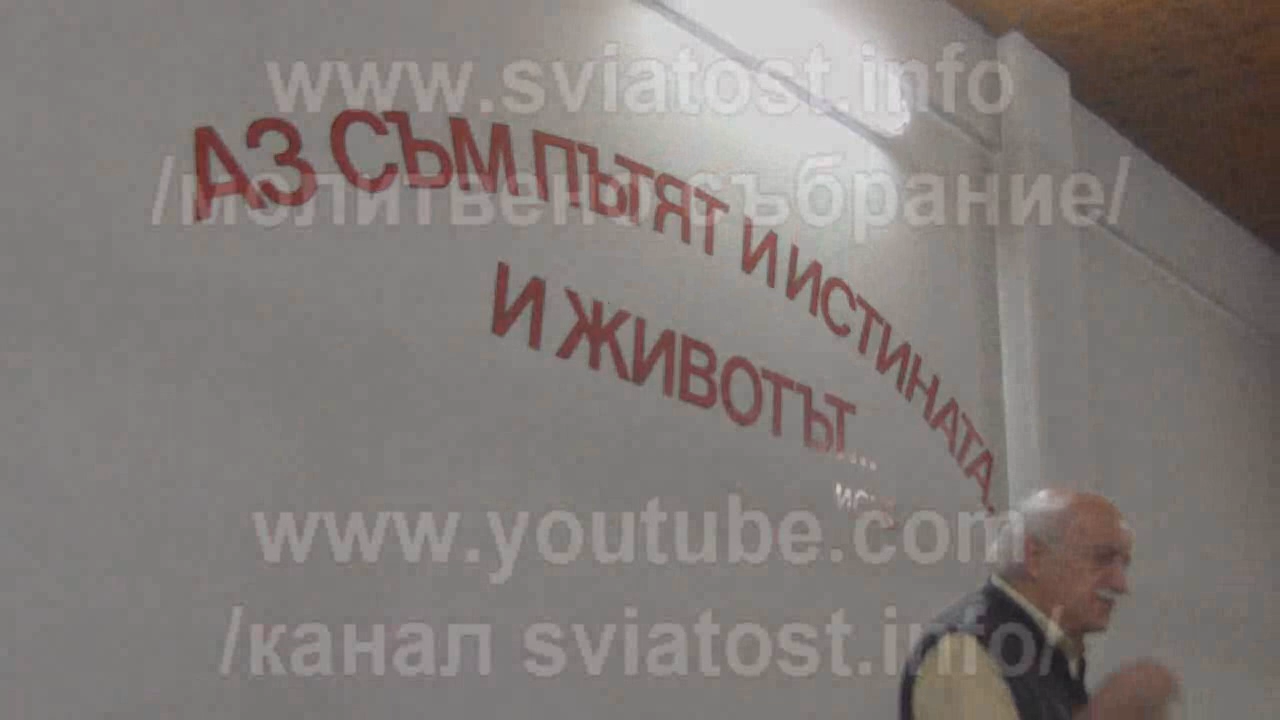 www.sviatost.info
/молитвено събрание/
АЗ СЪМ ПЪТЯТ И ИСТИНАТА
И ЖИВОТЪТ...
www.youtube.com
/канал sviatost.info/